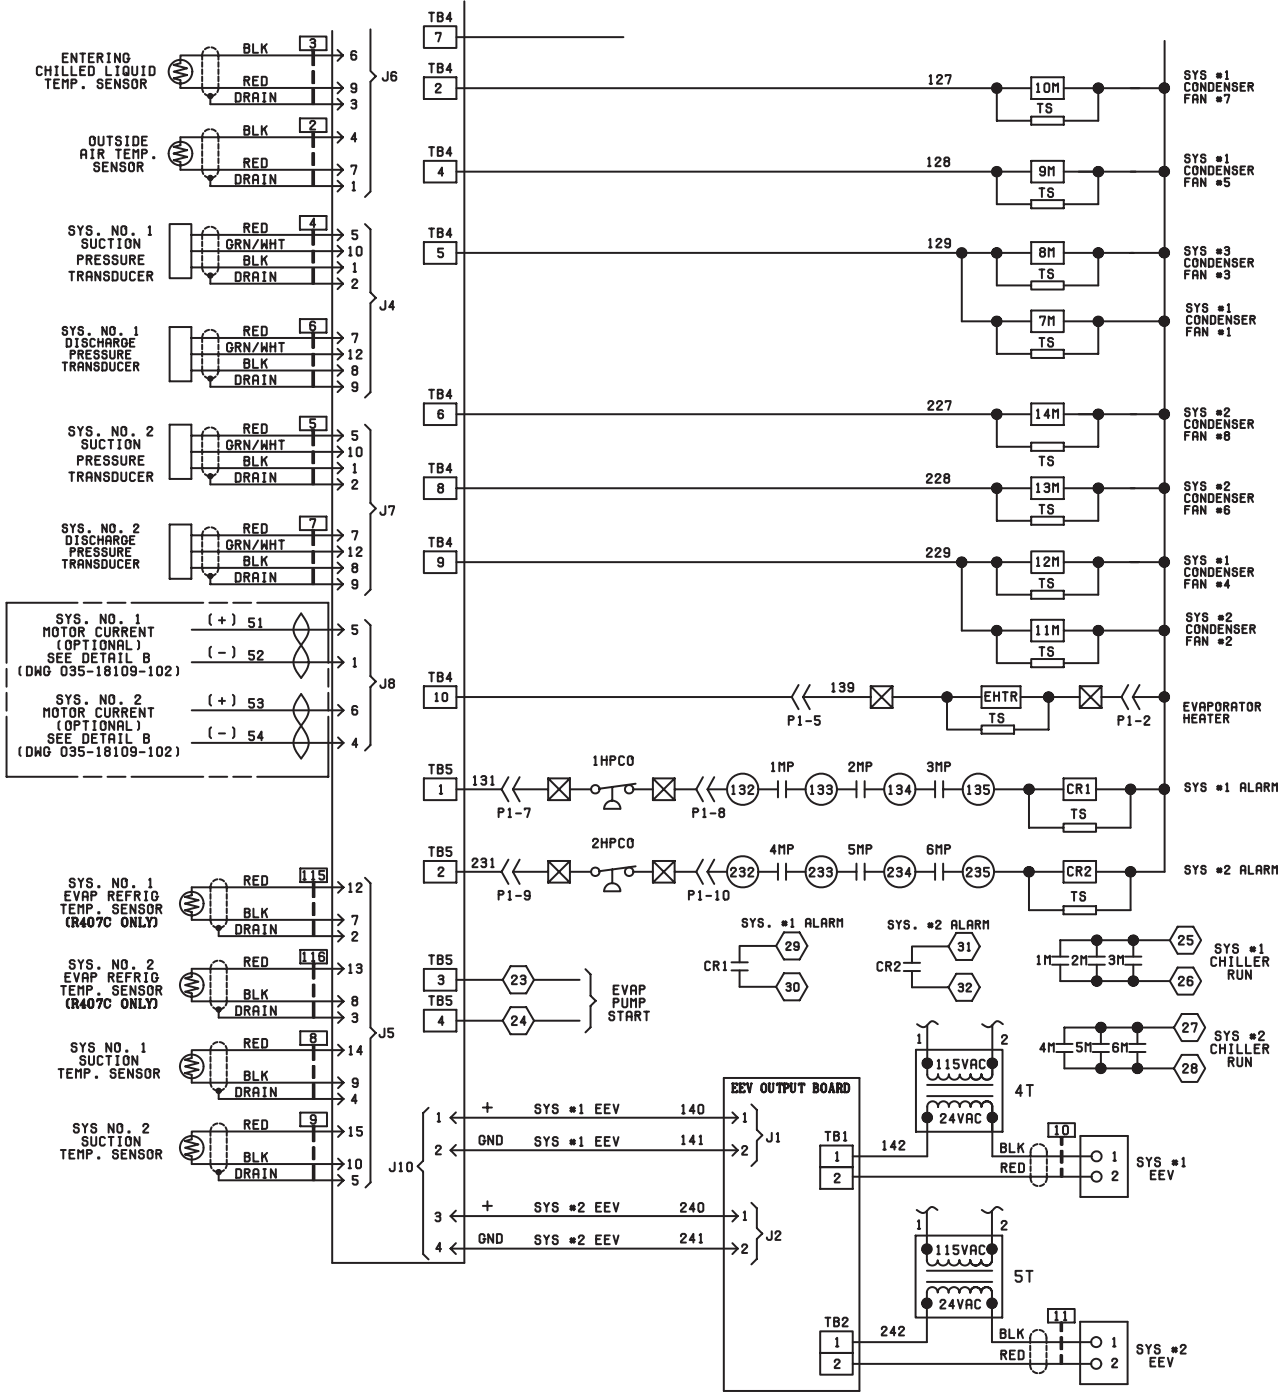 ENTERING
CHILLED LIQUID
TEMP. SENSOR
BLK
3
6
RED
9
DRAIN
3
J6
OUTSIDE
AIR TEMP.
SENSOR
BLK
2
4
RED
7
DRAIN
1
SYS. NO. 1
SUCTION
PRESSURE
TRANSDUCER
4
RED
5
GRN/WHT
10
BLK
1
DRAIN
2
J4
SYS. NO. 1
DISCHARGE
PRESSURE
TRANSDUCER
6
RED
7
GRN/WHT
12
BLK
8
DRAIN
9
SYS. NO. 2
SUCTION
PRESSURE
TRANSDUCER
5
RED
5
GRN/WHT
10
BLK
1
DRAIN
2
J7
SYS. NO. 2
DISCHARGE
PRESSURE
TRANSDUCER
7
RED
7
GRN/WHT
12
BLK
8
DRAIN
9
SYS. NO. 1
MOTOR CURRENT
(OPTIONAL)
SEE DETAIL B
(DWG 035-18109-102)
(+) 51
5
(-) 52
1
J8
SYS. NO. 2
MOTOR CURRENT
(OPTIONAL)
SEE DETAIL B
(DWG 035-18109-102)
(+) 53
6
(-) 54
4
SYS. NO. 1
EVAP REFRIG
TEMP. SENSOR
(R407C ONLY)
115
RED
12
BLK
7
DRAIN
2
SYS. NO. 2
EVAP REFRIG
TEMP. SENSOR
(R407C ONLY)
116
RED
13
BLK
8
DRAIN
3
J5
SYS NO. 1
SUCTION
TEMP. SENSOR
8
RED
14
BLK
9
DRAIN
4
SYS NO. 2
SUCTION
TEMP. SENSOR
9
RED
15
BLK
10
DRAIN
5
TB4
7
TB4
2
127
10M
TS
SYS #1
CONDENSER
FAN #7
TB4
4
128
9M
TS
SYS #1
CONDENSER
FAN #5
TB4
5
129
8M
TS
SYS #3
CONDENSER
FAN #3
7M
TS
SYS #1
CONDENSER
FAN #1
TB4
6
227
14M
TS
SYS #2
CONDENSER
FAN #8
TB4
8
228
13M
TS
SYS #2
CONDENSER
FAN #6
TB4
9
229
12M
TS
SYS #1
CONDENSER
FAN #4
11M
TS
SYS #2
CONDENSER
FAN #2
TB4
10
P1-5
139
EHTR
TS
P1-2
EVAPORATOR
HEATER
TB5
1
131
P1-7
1HPCO
P1-8
132
1MP
133
2MP
134
3MP
135
CR1
TS
SYS #1 ALARM
TB5
2
231
P1-9
2HPCO
P1-10
232
4MP
233
5MP
234
6MP
235
CR2
TS
SYS #2 ALARM
SYS. #1 ALARM
CR1
29
30
SYS. #2 ALARM
CR2
31
32
1M
2M
3M
25
26
SYS #1
CHILLER
RUN
TB5
3
23
TB5
4
24
EVAP
PUMP
START
4M
5M
6M
27
28
SYS #2
CHILLER
RUN
J10
1
+
SYS #1 EEV
140
1
2
GND
SYS #1 EEV
141
2
J1
3
+
SYS #2 EEV
240
1
4
GND
SYS #2 EEV
241
2
J2
EEV OUTPUT BOARD
TB1
1
2
142
1
2
115VAC
24VAC
4T
BLK
RED
10
1
2
SYS #1
EEV
TB2
1
2
242
1
2
115VAC
24VAC
5T
BLK
RED
11
1
2
SYS #2
EEV